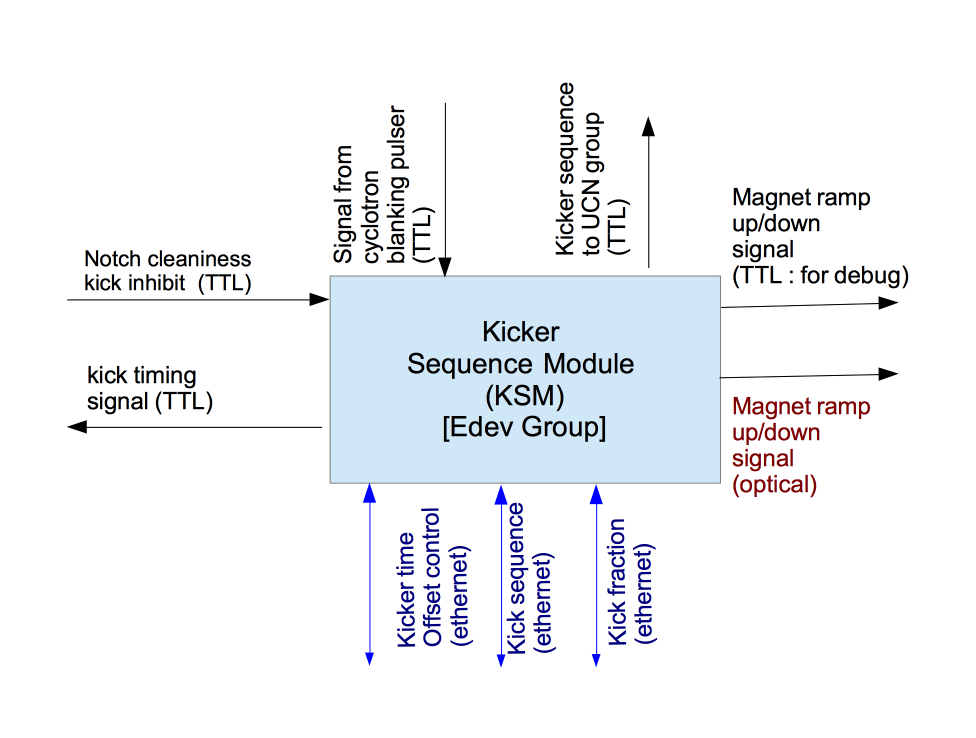 Signal from
cyclotron
blanking pulser
(TTL)
Kicker sequence
to UCN group
(TTL)
Magnet ramp
up/down
signal
(TTL : for debug)
Notch cleaniness
kick inhibit (TTL)
kick timing
signal (TTL)
Kicker
Sequence Module
(KSM)
[Edev Group]
Magnet ramp
up/down
signal
(optical)
Kicker time
Offset control
(ethernet)
Kick sequence
(ethernet)
Kick fraction
(ethernet)